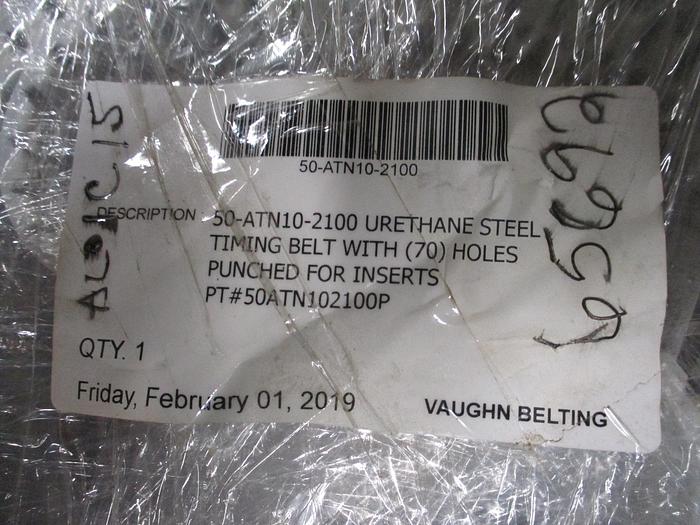 50-ATN10-2100
DESCRIPTION
50-ATN10-2100 URETHANE STEEL
TIMING BELT WITH (70) HOLES
PUNCHED FOR INSERTS
PT#50ATN102100P
QTY. 1
Friday, February 01, 2019
VAUGHN BELTING